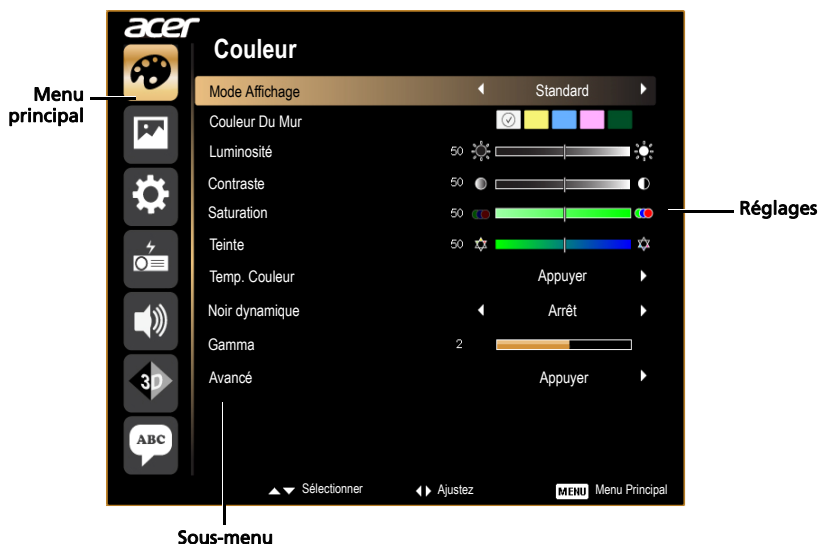 acer
Couleur
Menu principal
Mode Affichage Standard
Couleur Du Mur
Luminosité 50
Contraste 50
Saturation 50
Réglages
Teinte 50
Temp. Couleur Appuyer
Noir dynamique Arrêt
Gamma 2
Avancé Appuyer
3D
ABC
Sélectionner Ajustez MENU Menu Principal
Sous-menu